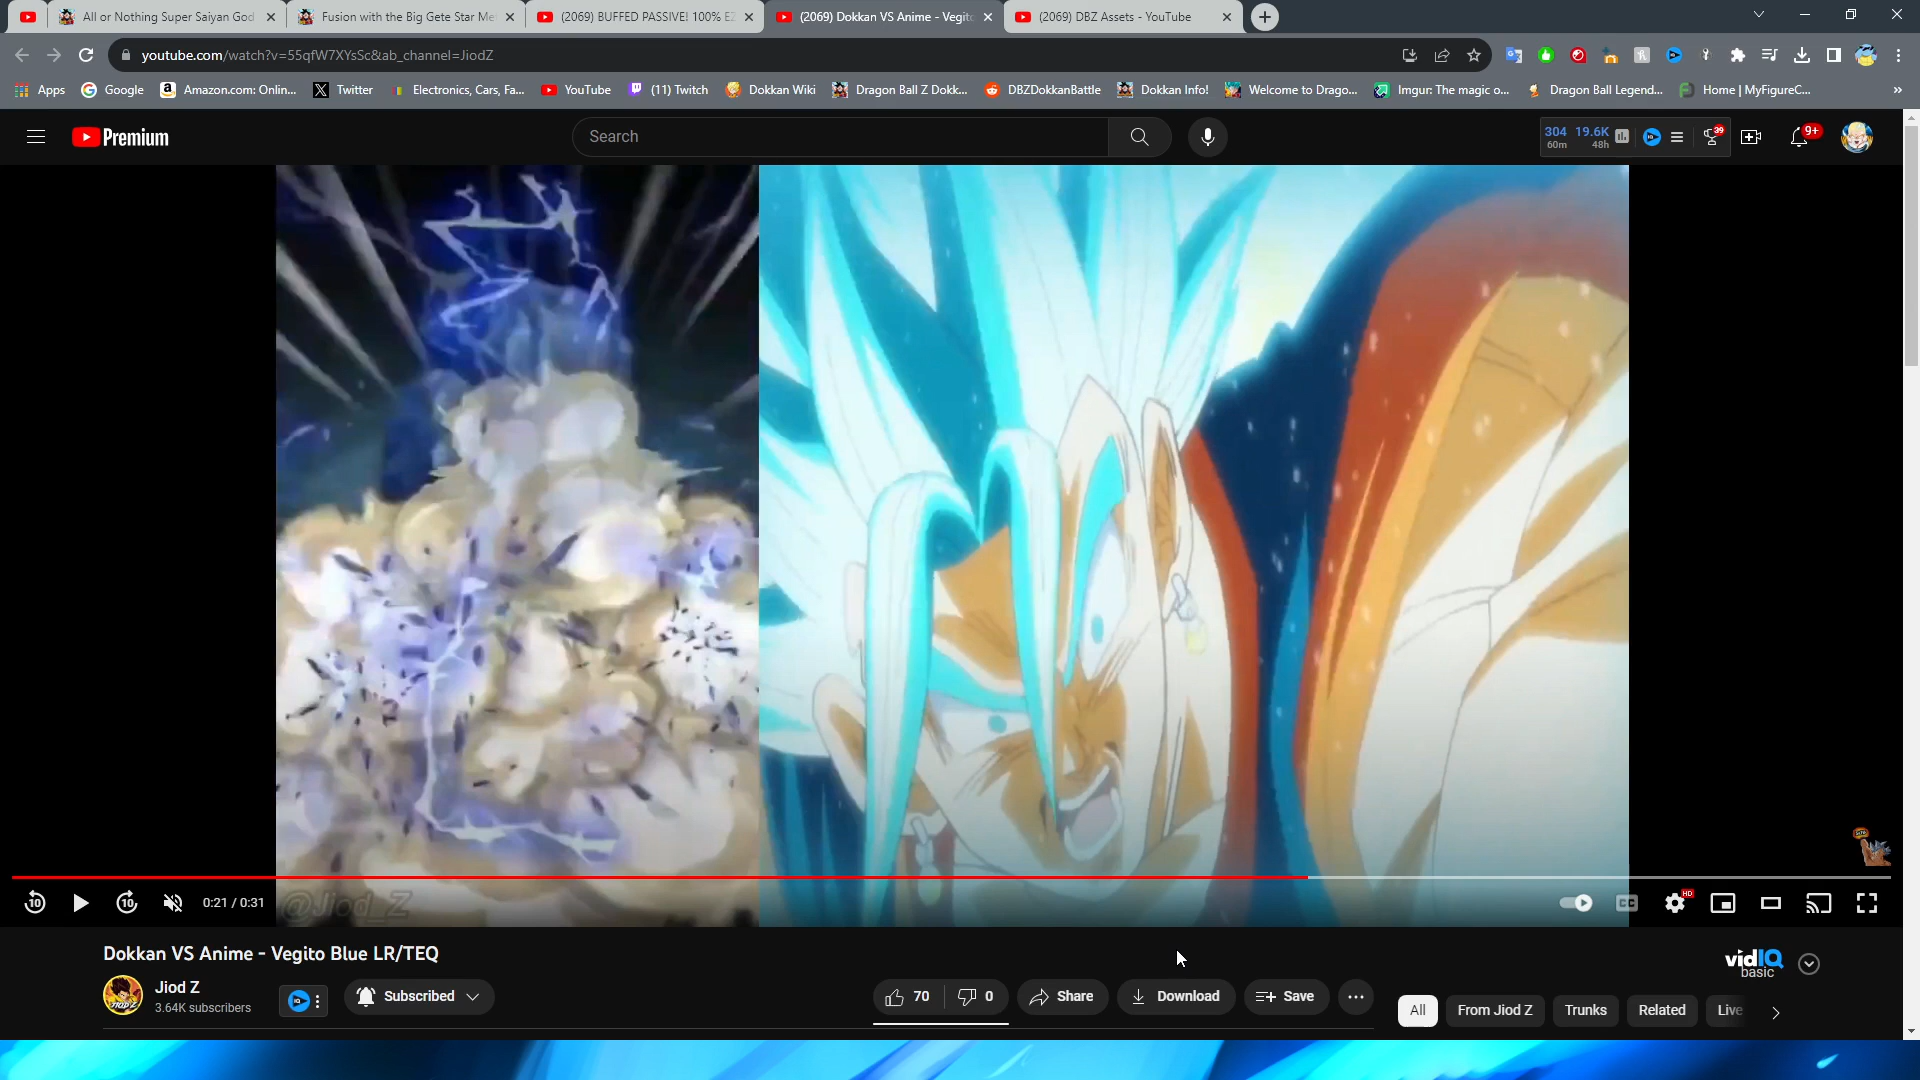 All or Nothing Super Saiyan God
Fusion with the Big Gete Star Me
(2069) BUFFED PASSIVE! 100% EZ
(2069) Dokkan VS Anime - Vegito
(2069) DBZ Assets - YouTube
youtube.com/watch?v=55qfW7XYsSc&ab_channel=JiodZ
Apps
Google
Amazon.com: Onlin...
Twitter
Electronics, Cars, Fa...
YouTube
(11) Twitch
Dokkan Wiki
Dragon Ball Z Dokk...
DBZDokkanBattle
Dokkan Info!
Welcome to Drago...
Imgur: The magic o...
Dragon Ball Legend...
Home | MyFigureC...
»
Premium
Search
304 19.6K
60m 48h
39
9+
10
10
0:21 / 0:31
@Jiod_Z
CC
HD
Dokkan VS Anime - Vegito Blue LR/TEQ
vidIQ
basic
Jiod Z
3.64K subscribers
Subscribed
70
0
Share
Download
Save
All
From Jiod Z
Trunks
Related
Live